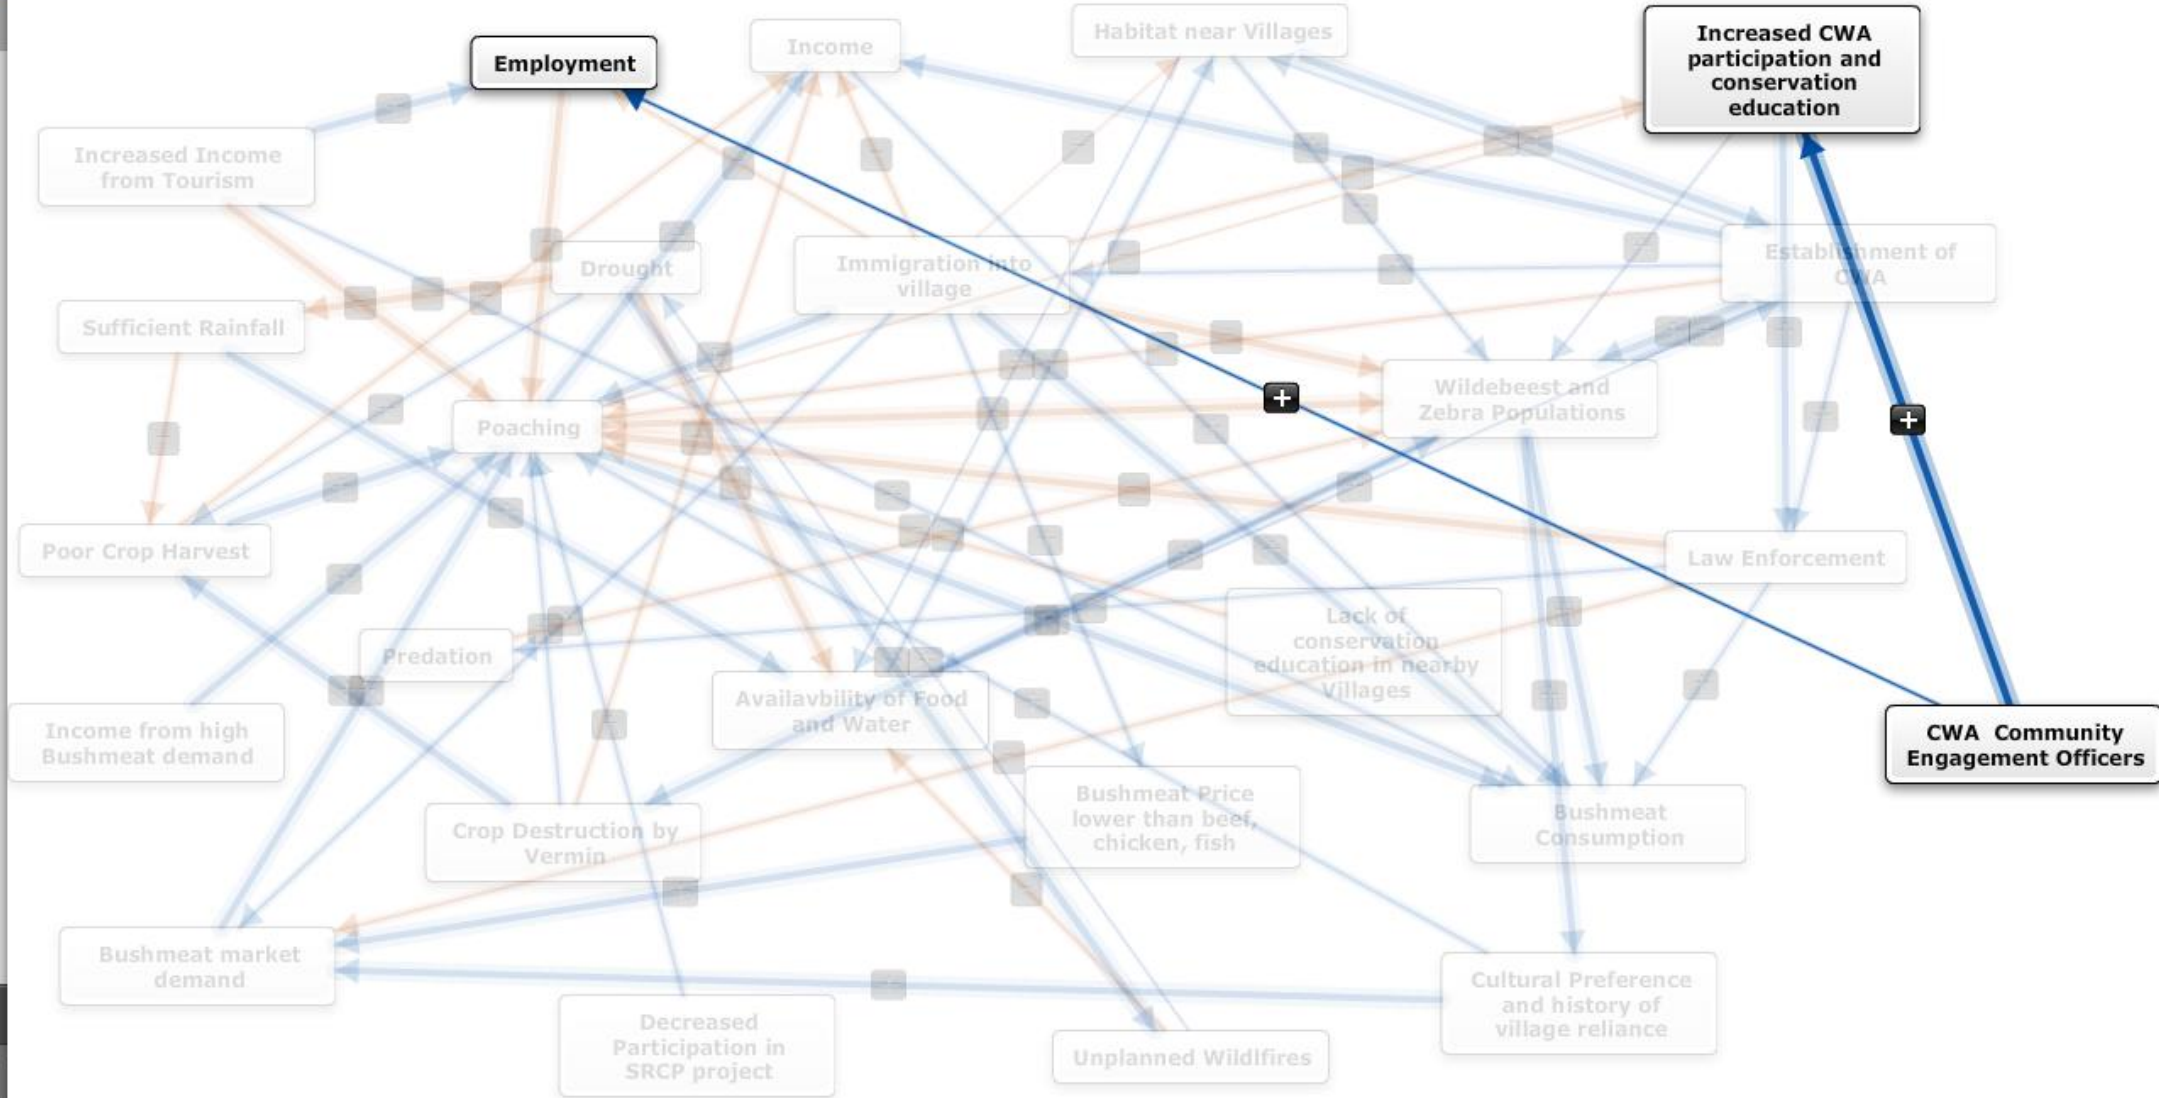 Employment
Income
Habitat near Villages
Increased CWA
participation and
conservation
education
Increased Income
from Tourism
Drought
Immigration into
village
Establishment of
CWA
Sufficient Rainfall
Poaching
Wildebeest and
Zebra Populations
+
+
Poor Crop Harvest
Law Enforcement
Predation
Lack of
conservation
education in nearby
Villages
Income from high
Bushmeat demand
Availavbility of Food
and Water
CWA Community
Engagement Officers
Crop Destruction by
Vermin
Bushmeat Price
lower than beef,
chicken, fish
Bushmeat
Consumption
Bushmeat market
demand
Decreased
Participation in
SRCP project
Unplanned Wildlfires
Cultural Preference
and history of
village reliance